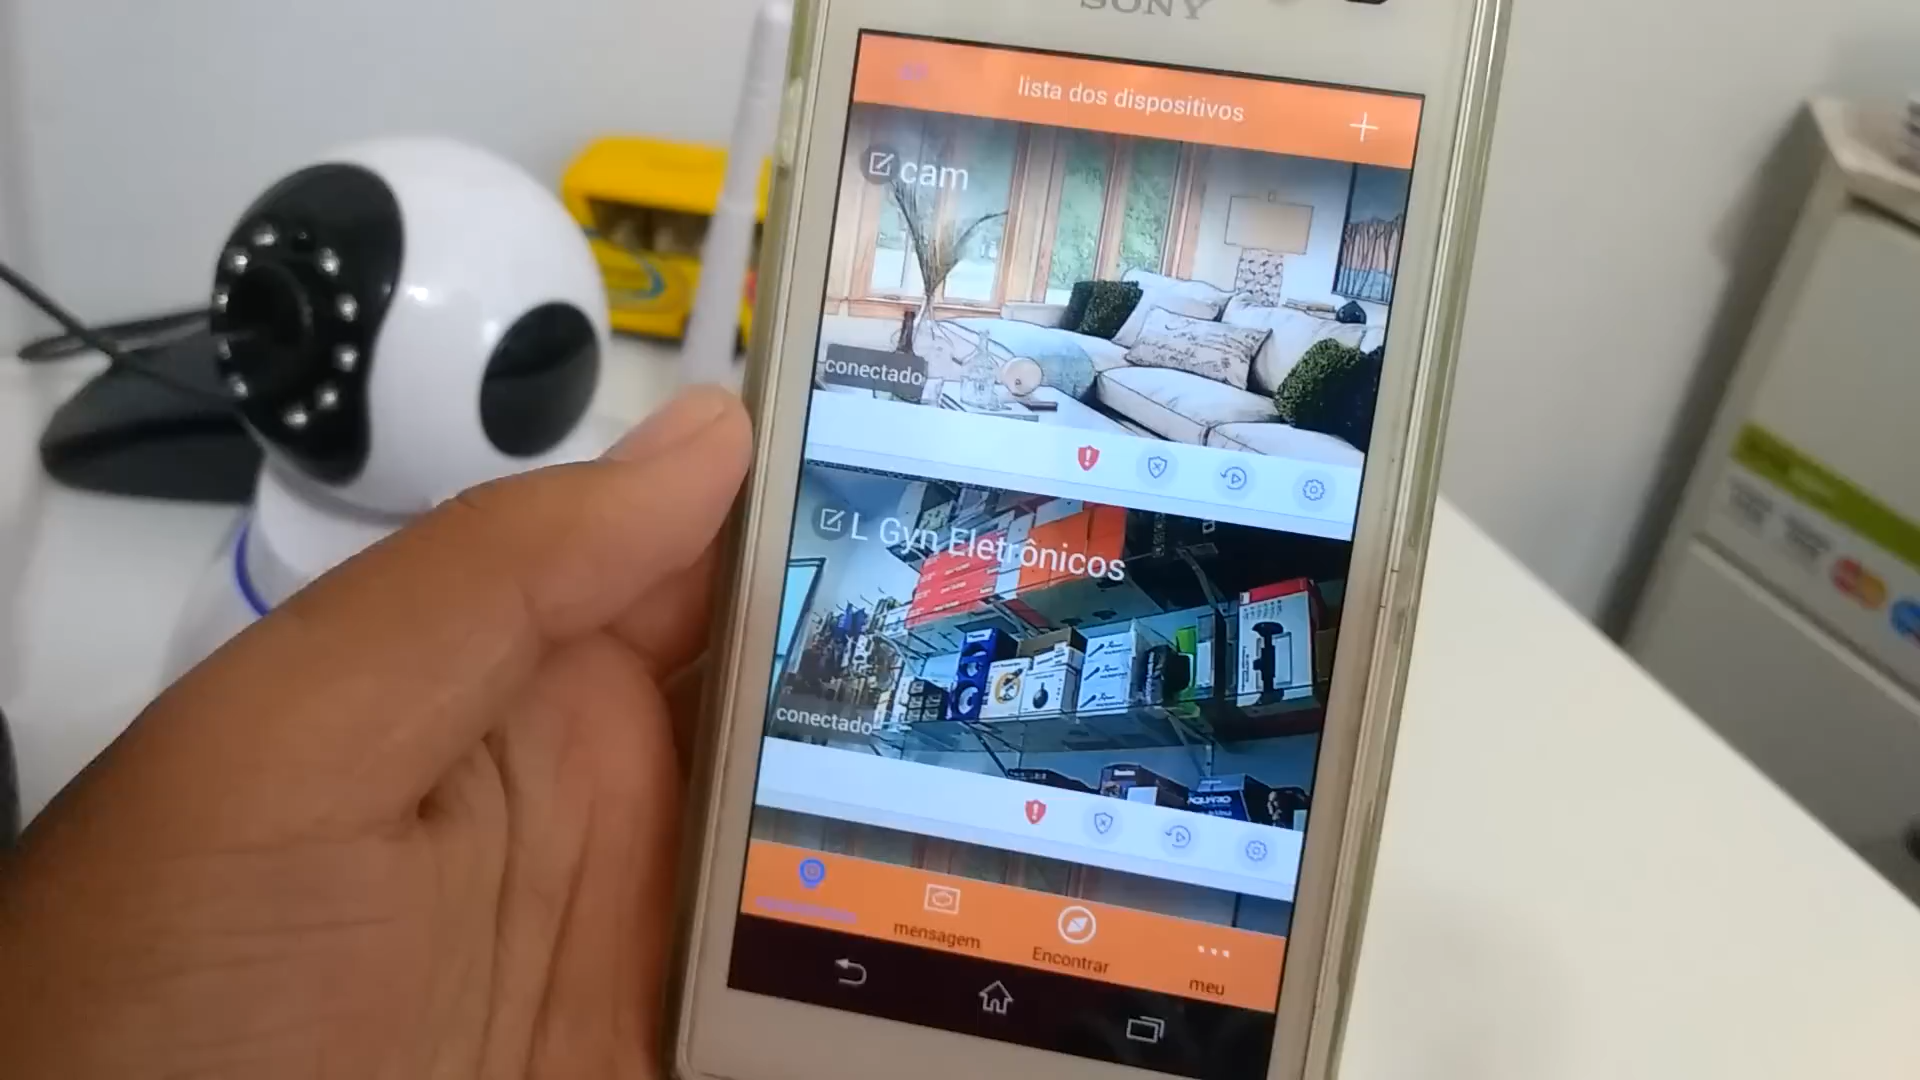 SONY
lista dos dispositivos
cam
conectado
L Gyn Eletrônicos
conectado
mensagem
Encontrar
meu